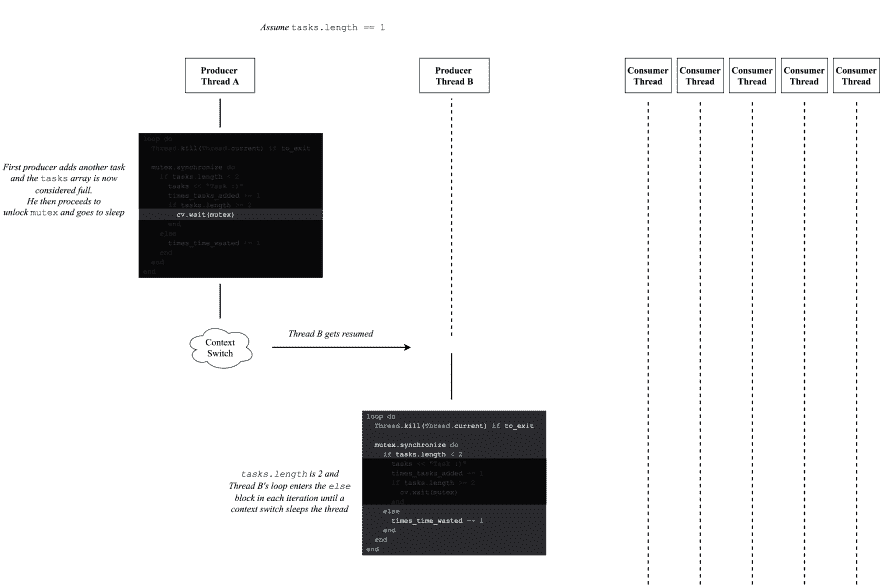 Assume tasks.length == 1
Producer
Thread A
Producer
Thread B
Consumer
Thread
Consumer
Thread
Consumer
Thread
Consumer
Thread
Consumer
Thread
loop do
Thread.kill(Thread.current) if to_exit
mutex.synchronize do
if tasks.length < 2
tasks << "Task
times_tasks_added += 1
if tasks.length == 2
cv.wait(mutex)
end
else
times_time_wasted += 1
end
end
end
First producer adds another task
and the tasks array is now
considered full.
He then proceeds to
unlock mutex and goes to sleep
Context
Switch
Thread B gets resumed
loop do
Thread.kill(Thread.current) if to_exit
mutex.synchronize do
if tasks.length < 2
tasks << "Task
times_tasks_added += 1
if tasks.length == 2
cv.wait(mutex)
end
else
times_time_wasted += 1
end
end
end
tasks.length is 2 and
Thread B's loop enters the else
block in each iteration until a
context switch sleeps the thread